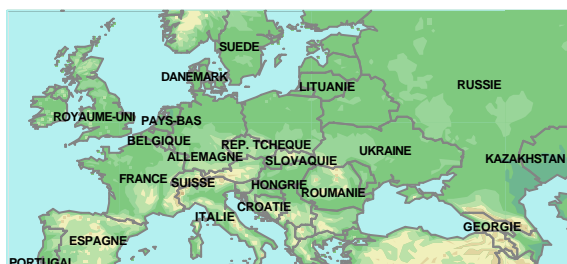 SUEDE
DANEMARK
LITUANIE
RUSSIE
ROYAUME-UNI
PAYS-BAS
BELGIQUE
REP. TCHEQUE
UKRAINE
ALLEMAGNE
SLOVAQUIE
KAZAKHSTAN
FRANCE
SUISSE
HONGRIE
ROUMANIE
CROATIE
ITALIE
GEORGIE
ESPAGNE
PORTUGAL